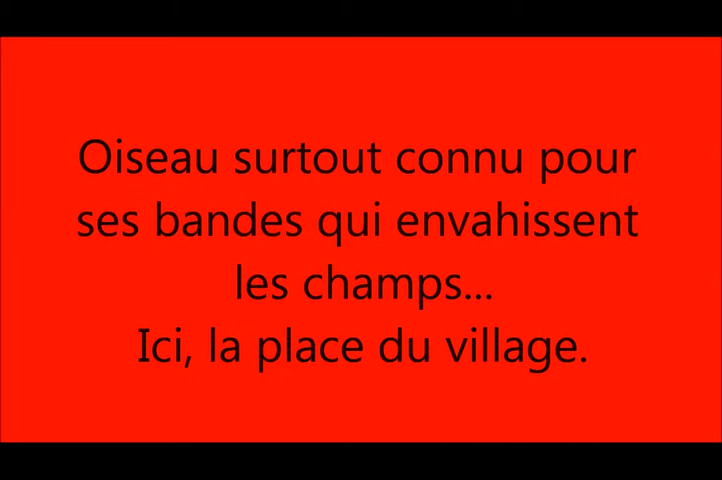 Oiseau surtout connu pour
ses bandes qui envahissent
les champs...
Ici, la place du village.